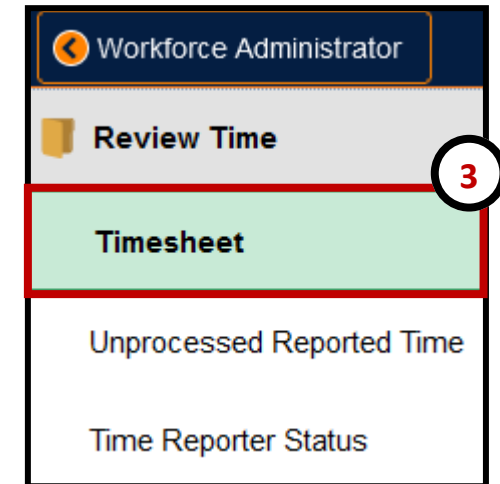 Workforce Administrator
Review Time
3
Timesheet
Unprocessed Reported Time
Time Reporter Status